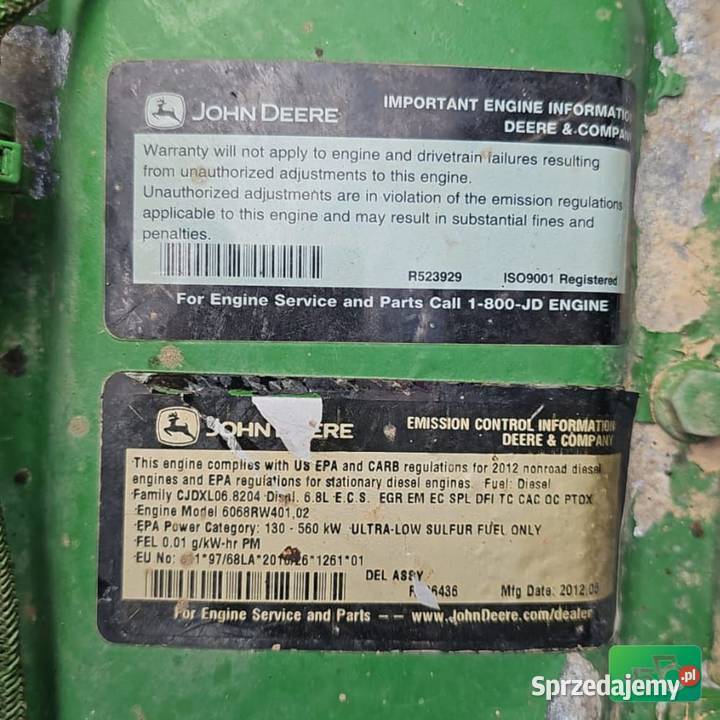 JOHN DEERE
IMPORTANT ENGINE INFORMATIO
DEERE & COMPAN
Warranty will not apply to engine and drivetrain failures resulting
from unauthorized adjustments to this engine.
Unauthorized adjustments are in violation of the emission regulations
applicable to this engine and may result in substantial fines and
penalties.
R523929 ISO9001 Registered
For Engine Service and Parts Call 1-800-JD ENGINE
JOHN DEERE
EMISSION CONTROL INFORMATION
DEERE & COMPANY
This engine complies with US EPA and CARB regulations for 2012 nonroad diesel
engines and EPA regulations for stationary diesel engines. Fuel: Diesel
Family CJDXL06.8204 Displ. 6.8L E.C.S. EGR EM EC SPL DFI TC CAC OC PTOX
Engine Model 6068RW401,02
EPA Power Category: 130 - 560 kW ULTRA-LOW SULFUR FUEL ONLY
FEL 0.01 g/kW-hr PM
EU No:
DEL ASSY
6436 Mfg Date: 2012
For Engine Service and Parts -- www.JohnDeere.com/dealer
Sprzedajemy.pl